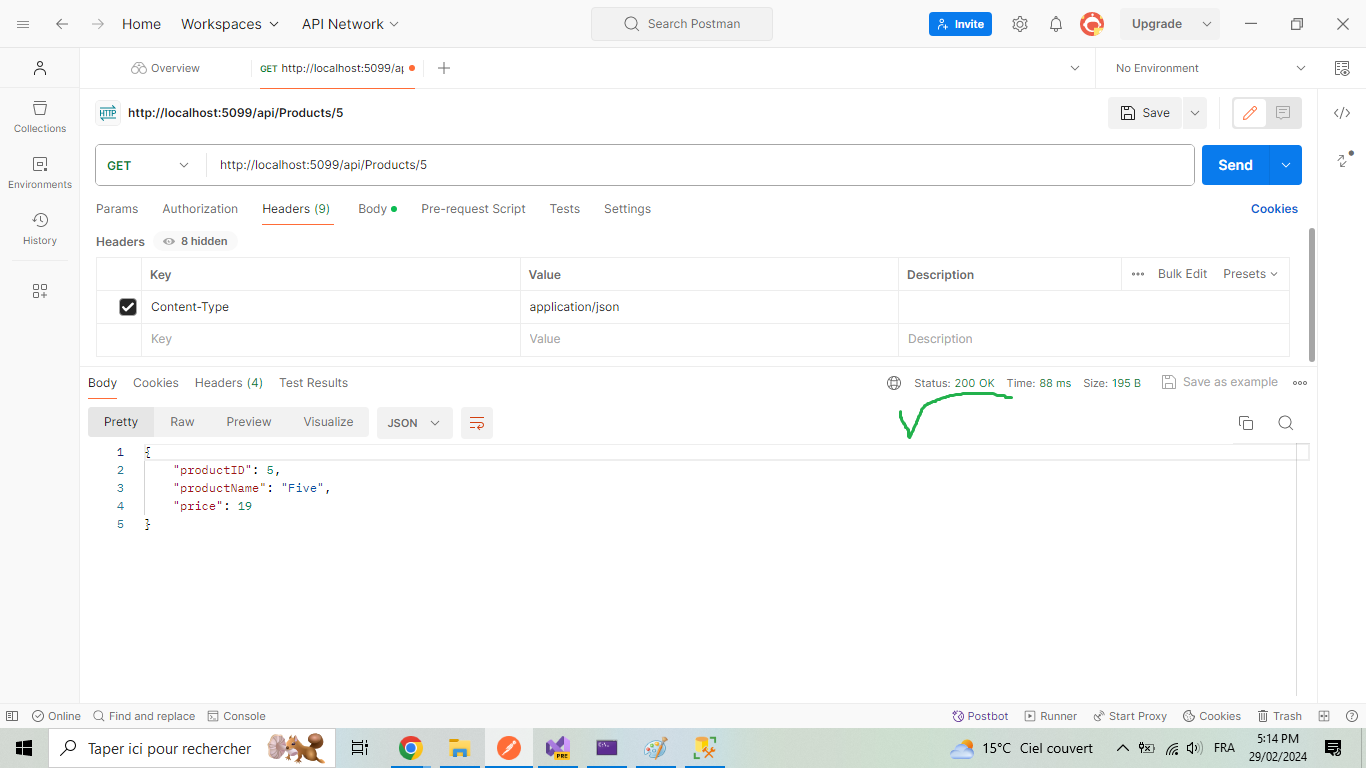 Home Workspaces API Network Search Postman Invite Upgrade
Overview GET http://localhost:5099/ap No Environment
HTTP http://localhost:5099/api/Products/5 Save
Collections
GET http://localhost:5099/api/Products/5 Send
Environments
Params Authorization Headers (9) Body Pre-request Script Tests Settings Cookies
History
Headers 8 hidden
Key Value Description Bulk Edit Presets
Content-Type application/json
Key Value Description
Body Cookies Headers (4) Test Results Status: 200 OK Time: 88 ms Size: 195 B Save as example
Pretty Raw Preview Visualize JSON
1 {
2 "productID": 5,
3 "productName": "Five",
4 "price": 19
5 }
Online Find and replace Console Postbot Runner Start Proxy Cookies Trash
Taper ici pour rechercher PRE 15°C Ciel couvert FRA 5:14 PM
29/02/2024